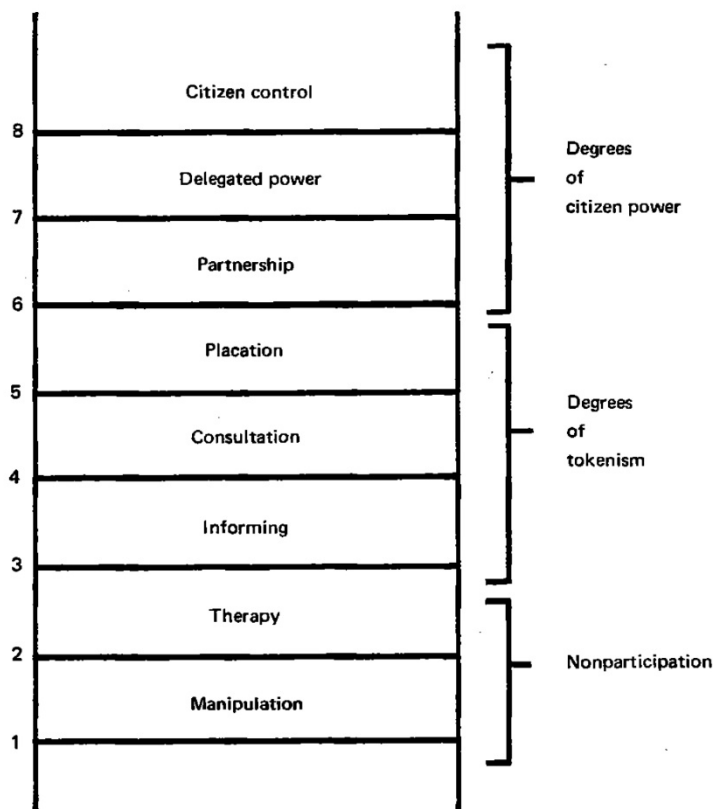 Citizen control
8
Delegated power
7
Partnership
6
Placation
5
Consultation
4
Informing
3
Therapy
2
Manipulation
1
Degrees
of
citizen power
Degrees
of
tokenism
Nonparticipation